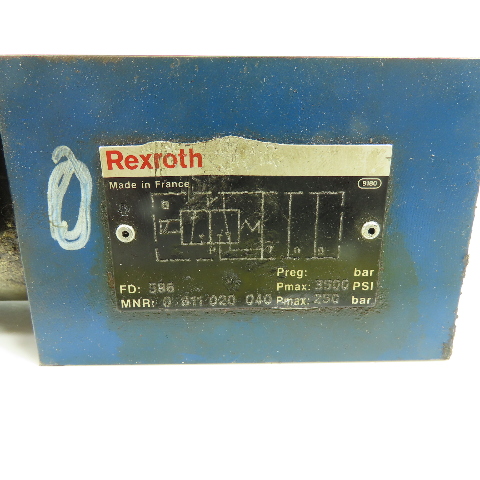 Rexroth
Made in France
9180
P T
Preg: bar
FD: 586 Pmax: 3500 PSI
MNR: 0 811 020 040 Pmax: 250 bar